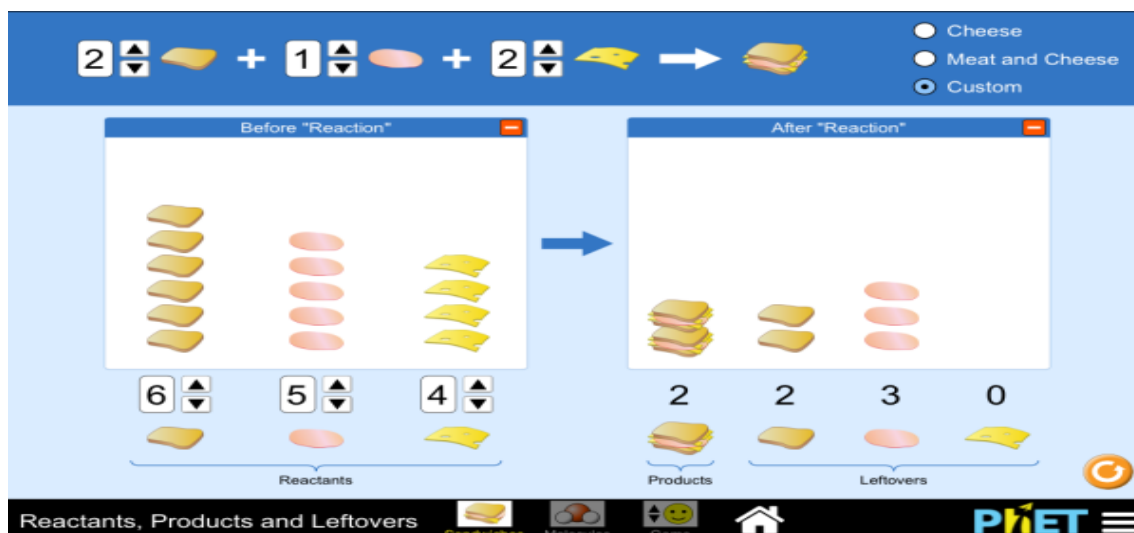 2 + 1 + 2
Cheese
Meat and Cheese
Custom
Before "Reaction"
After "Reaction"
6 5 4
2 2 3 0
Reactants
Products
Leftovers
Reactants, Products and Leftovers
PhET